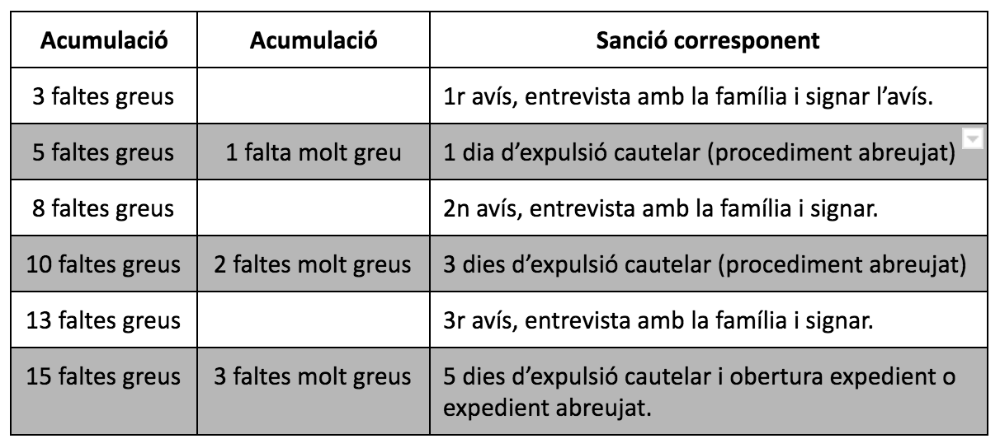 Acumulació Acumulació Sanció corresponent
3 faltes greus 1r avís, entrevista amb la família i signar l’avís.
5 faltes greus 1 falta molt greu 1 dia d’expulsió cautelar (procediment abreujat)
8 faltes greus 2n avís, entrevista amb la família i signar.
10 faltes greus 2 faltes molt greus 3 dies d’expulsió cautelar (procediment abreujat)
13 faltes greus 3r avís, entrevista amb la família i signar.
15 faltes greus 3 faltes molt greus 5 dies d’expulsió cautelar i obertura expedient o
expedient abreujat.